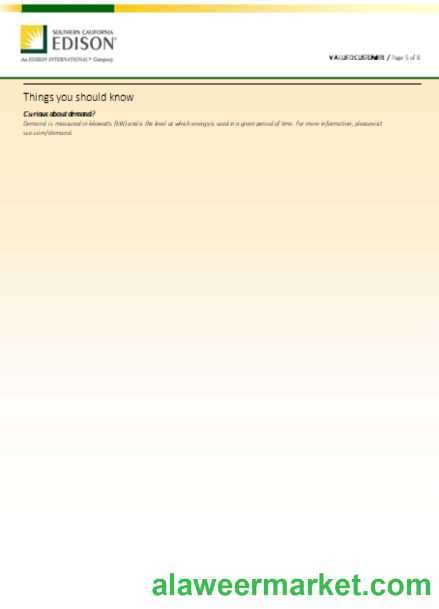 SOUTHERN CALIFORNIA
EDISON®
An EDISON INTERNATIONAL® Company
VALUED CUSTOMER / Page 5 of 8
Things you should know
Curious about demand?
Demand is measured in kilowatts (kW) and is the level at which energy is used in a given period of time. For more information, please visit
sce.com/demand.
alaweermarket.com